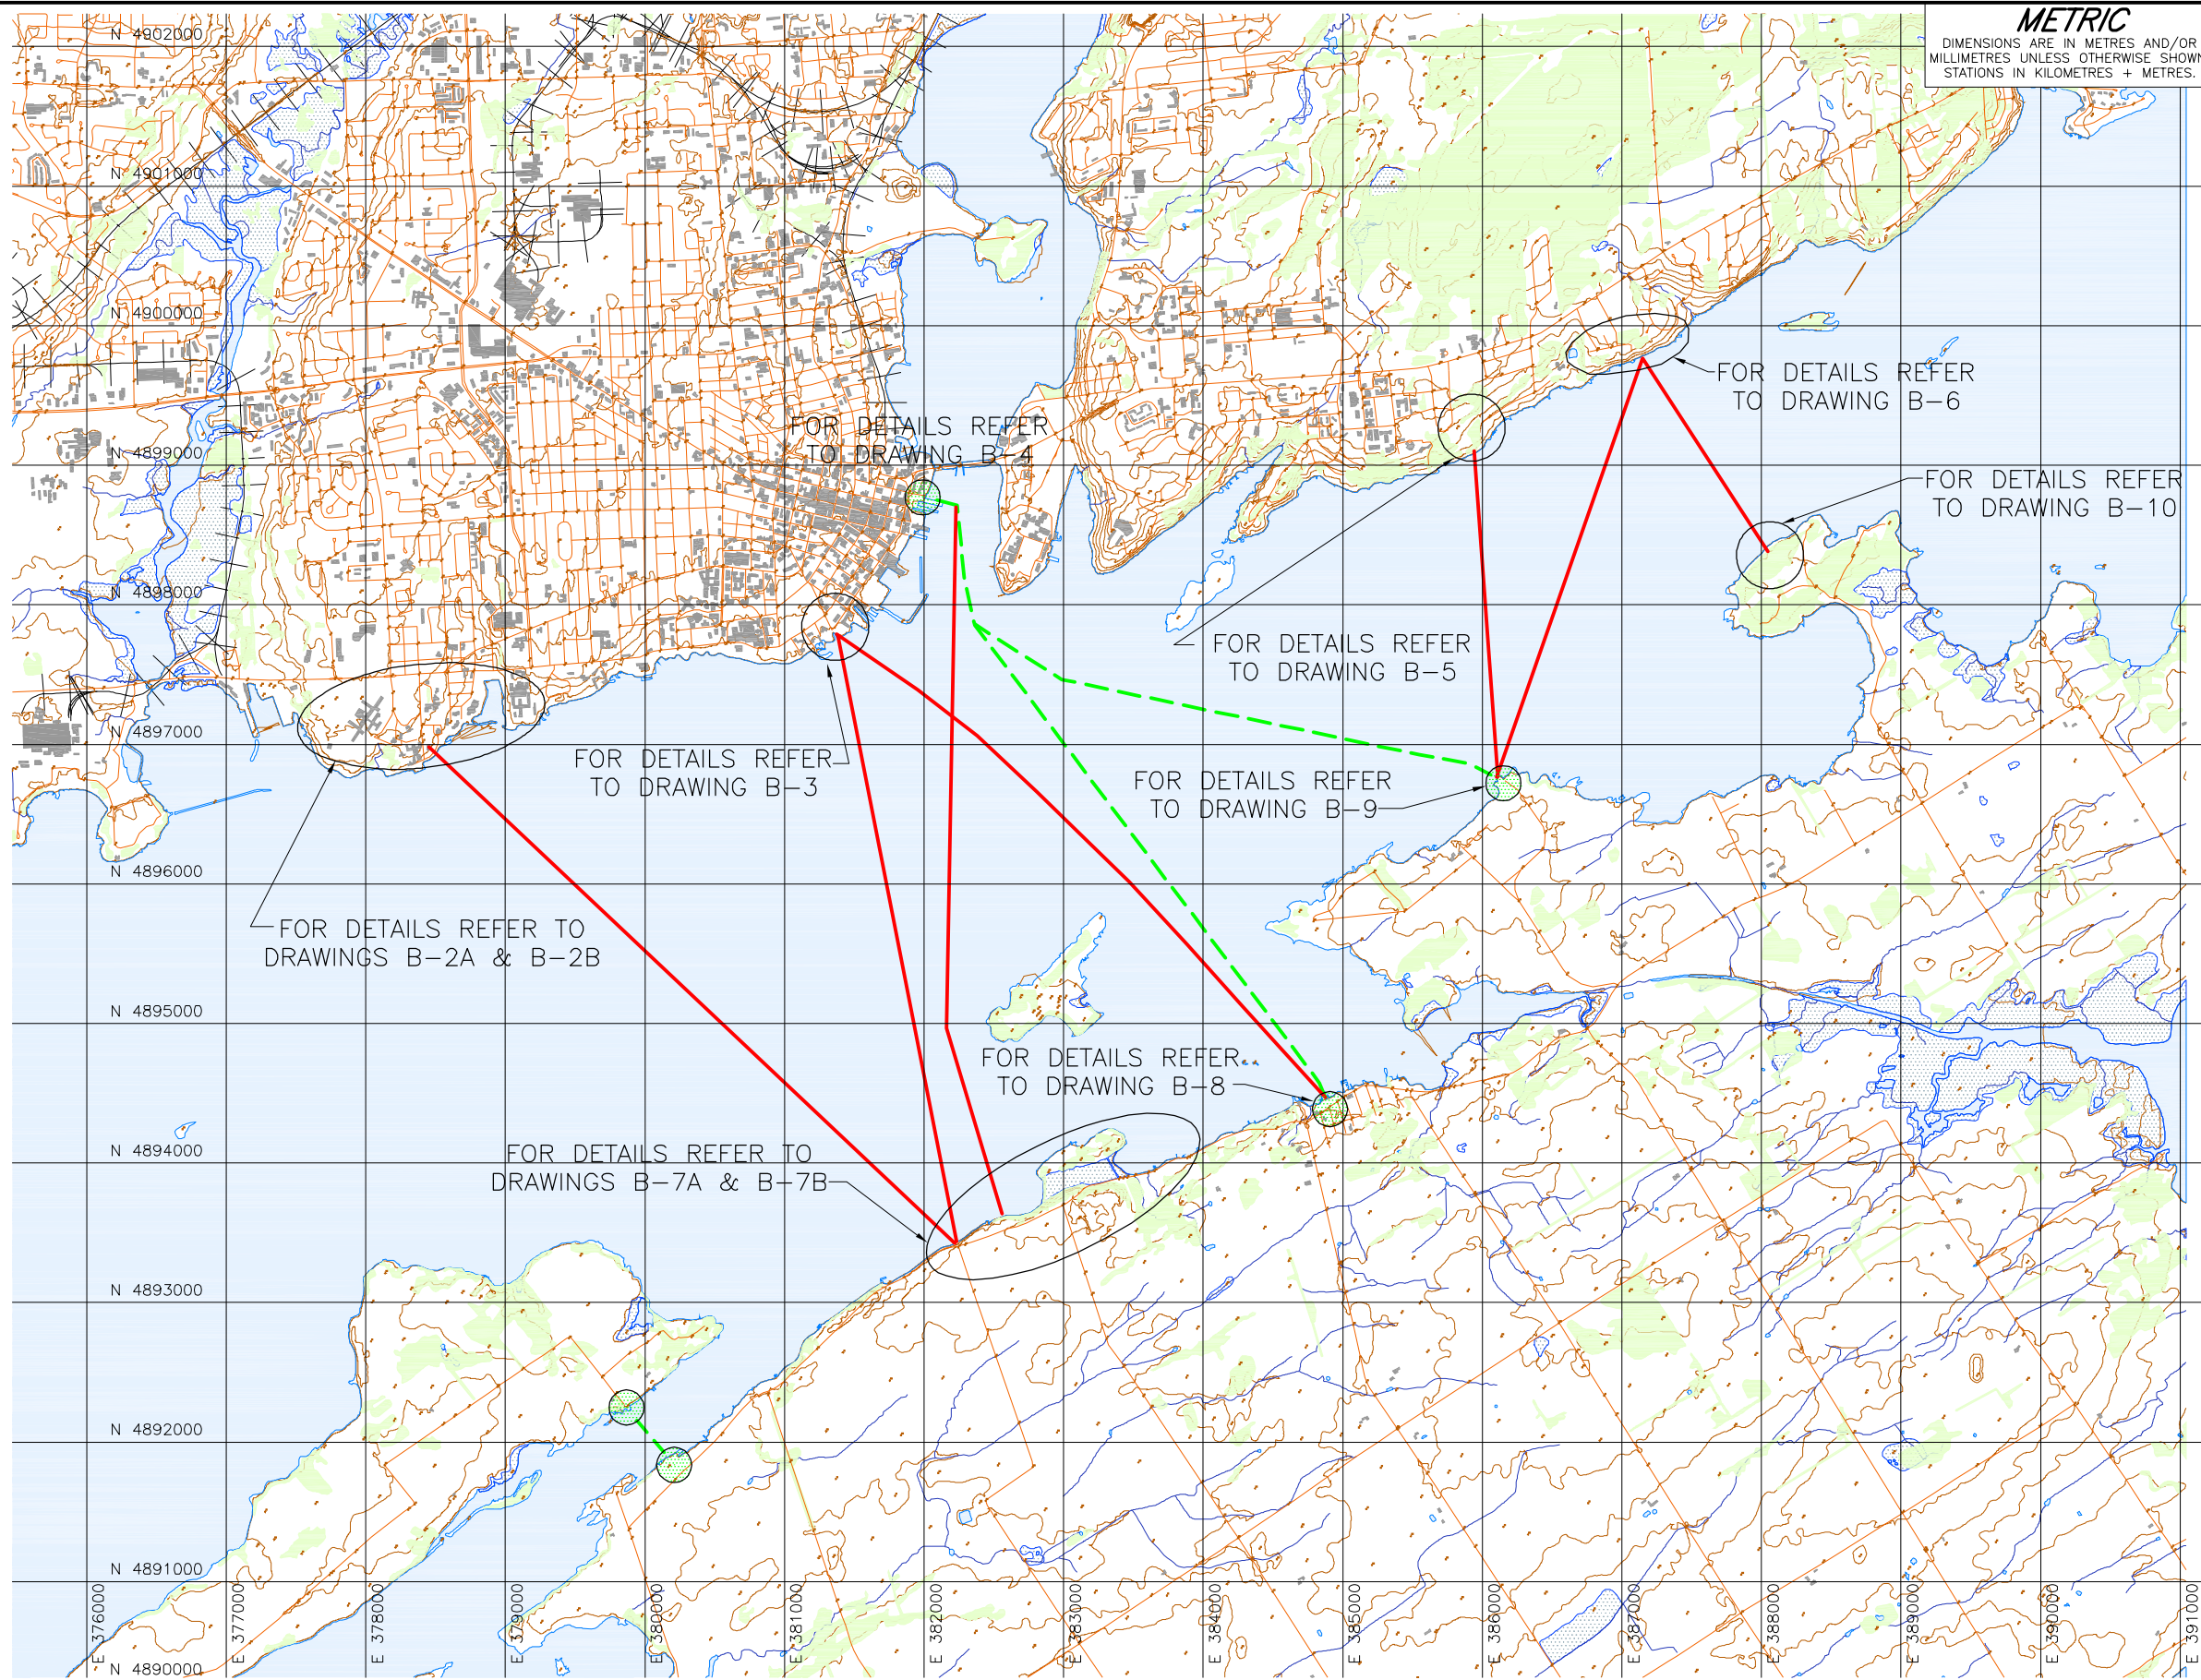 METRIC
DIMENSIONS ARE IN METRES AND/OR
MILLIMETRES UNLESS OTHERWISE SHOWN
STATIONS IN KILOMETRES + METRES.
N 4902000
N 4901000
N 4900000
FOR DETAILS REFER
TO DRAWING B-6
FOR DETAILS REFER
TO DRAWING B-4
N 4899000
FOR DETAILS REFER
TO DRAWING B-10
N 4898000
FOR DETAILS REFER
TO DRAWING B-5
N 4897000
FOR DETAILS REFER
TO DRAWING B-3
FOR DETAILS REFER
TO DRAWING B-9
N 4896000
FOR DETAILS REFER TO
DRAWINGS B-2A & B-2B
N 4895000
FOR DETAILS REFER
TO DRAWING B-8
N 4894000
FOR DETAILS REFER TO
DRAWINGS B-7A & B-7B
N 4893000
N 4892000
N 4891000
N 4890000
E 376000
E 377000
E 378000
E 379000
E 380000
E 381000
E 382000
E 383000
E 384000
E 385000
E 386000
E 387000
E 388000
E 389000
E 390000
E 391000